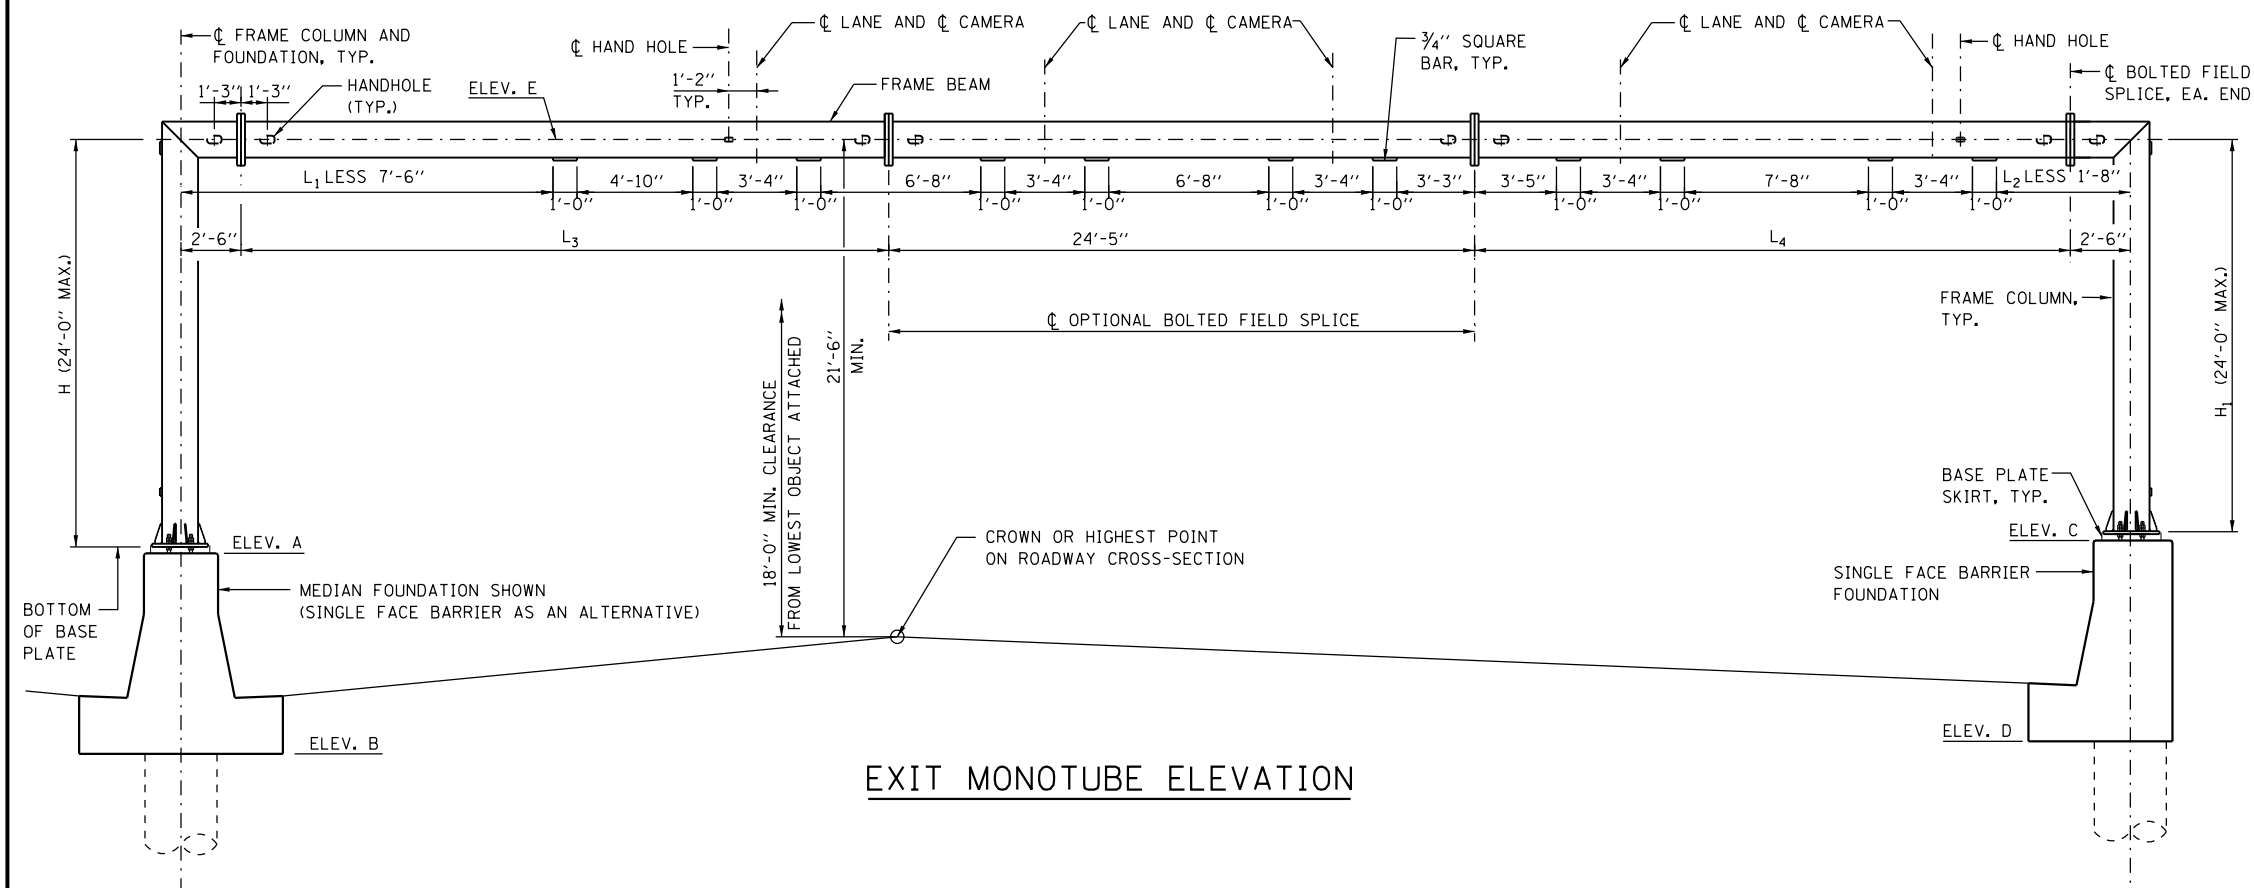 ℄ FRAME COLUMN AND
FOUNDATION, TYP.
℄ HAND HOLE
℄ LANE AND ℄ CAMERA
℄ LANE AND ℄ CAMERA
3/4'' SQUARE
BAR, TYP.
℄ LANE AND ℄ CAMERA
℄ HAND HOLE
℄ BOLTED FIELD
SPLICE, EA. END
1'-3'' 1'-3''
HANDHOLE
(TYP.)
ELEV. E
1'-2''
TYP.
FRAME BEAM
L1 LESS 7'-6'' 4'-10'' 3'-4'' 6'-8'' 3'-4'' 6'-8'' 3'-4'' 3'-3'' 3'-5'' 3'-4'' 7'-8'' 3'-4'' L2 LESS 1'-8''
1'-0'' 1'-0'' 1'-0'' 1'-0'' 1'-0'' 1'-0'' 1'-0'' 1'-0'' 1'-0'' 1'-0'' 1'-0''
2'-6'' L3 24'-5'' L4 2'-6''
H (24'-0'' MAX.)
18'-0'' MIN. CLEARANCE
FROM LOWEST OBJECT ATTACHED
21'-6''
MIN.
℄ OPTIONAL BOLTED FIELD SPLICE
FRAME COLUMN,
TYP.
H1 (24'-0'' MAX.)
BASE PLATE
SKIRT, TYP.
ELEV. A
CROWN OR HIGHEST POINT
ON ROADWAY CROSS-SECTION
ELEV. C
BOTTOM
OF BASE
PLATE
MEDIAN FOUNDATION SHOWN
(SINGLE FACE BARRIER AS AN ALTERNATIVE)
SINGLE FACE BARRIER
FOUNDATION
ELEV. B
ELEV. D
EXIT MONOTUBE ELEVATION